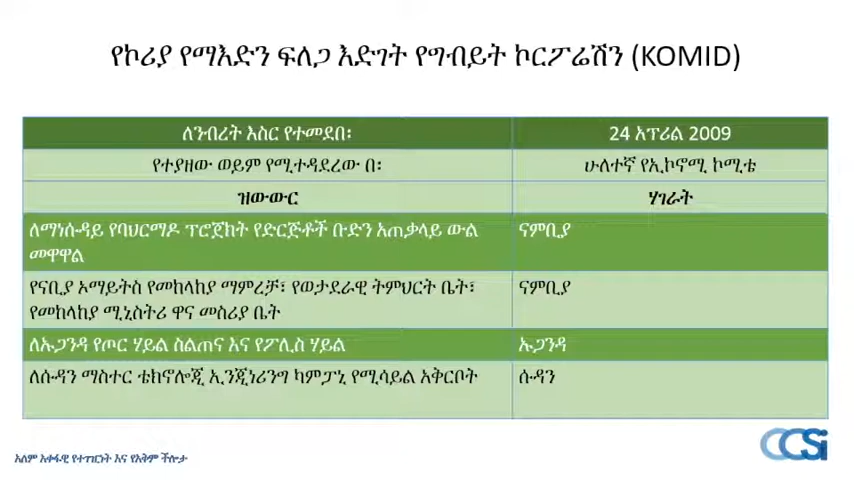 የኮሪያ የማእድን ፍለጋ እድገት የግብይት ኮርፖሬሽን (KOMID)
ለንብረት እስር የተመደበ፡ 24 አፕሪል 2009
የተያዘው ወይም የሚተዳደረው በ፡ ሁለተኛ የኢኮኖሚ ኮሚቴ
ዝውውር ሃገራት
ለማነሱዳይ የባህርማዶ ፕሮጀክት የድርጅቶች ቡድን አጠቃላይ ውል ናምቢያ
መዋዋል
የናቢያ ኦማይትስ የመከላከያ ማምረቻ፣ የወታደራዊ ትምህርት ቤት፣ ናምቢያ
የመከላከያ ሚኒስትሪ ዋና መስሪያ ቤት
ለኡጋንዳ የጦር ሃይል ስልጠና እና የፖሊስ ሃይል ኡጋንዳ
ለሱዳን ማስተር ቴክኖሎጂ ኢንጂነሪንግ ካምፓኒ የሚሳይል አቅርቦት ሱዳን
አለም አቀፋዊ የተገዢነት እና የአቅም ችሎታ
CCSi